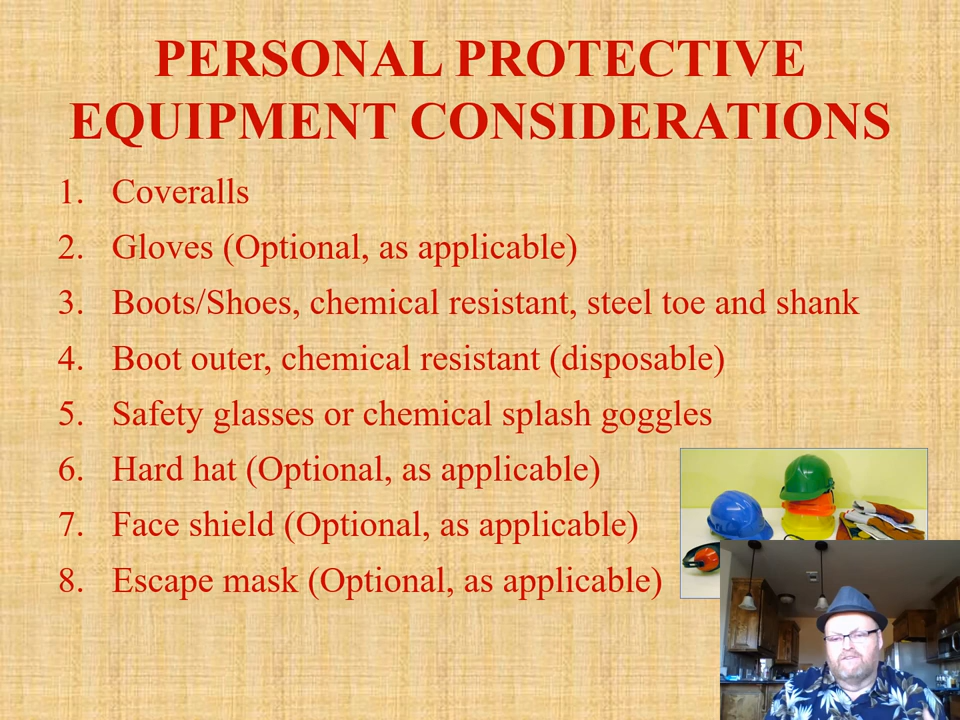 PERSONAL PROTECTIVE
EQUIPMENT CONSIDERATIONS
1. Coveralls
2. Gloves (Optional, as applicable)
3. Boots/Shoes, chemical resistant, steel toe and shank
4. Boot outer, chemical resistant (disposable)
5. Safety glasses or chemical splash goggles
6. Hard hat (Optional, as applicable)
7. Face shield (Optional, as applicable)
8. Escape mask (Optional, as applicable)